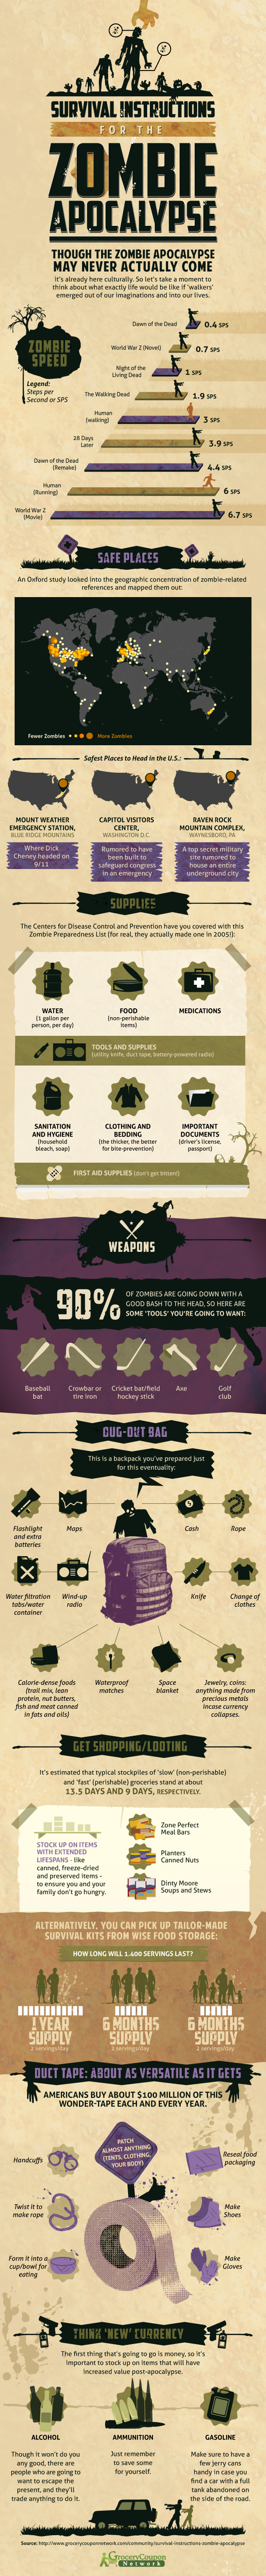 SURVIVAL INSTRUCTIONS
FOR THE
ZOMBIE
APOCALYPSE
THOUGH THE ZOMBIE APOCALYPSE
MAY NEVER ACTUALLY COME
It's already here culturally. So let's take a moment to
think about what exactly life would be like if 'walkers'
emerged out of our imaginations and into our lives.
ZOMBIE
SPEED
Legend:
Steps per
Second or SPS
Dawn of the Dead
0.4 SPS
World War Z (Novel)
0.7 SPS
Night of the
Living Dead
1 SPS
The Walking Dead
1.9 SPS
Human
(walking)
3 SPS
28 Days
Later
3.9 SPS
Dawn of the Dead
(Remake)
4.4 SPS
Human
(Running)
6 SPS
World War Z
(Movie)
6.7 SPS
SAFE PLACES
An Oxford study looked into the geographic concentration of zombie-related
references and mapped them out:
Fewer Zombies
More Zombies
Safest Places to Head in the U.S.:
MOUNT WEATHER
EMERGENCY STATION,
BLUE RIDGE MOUNTAINS
Where Dick
Cheney headed on
9/11
CAPITOL VISITORS
CENTER,
WASHINGTON D.C.
Rumored to have
been built to
safeguard congress
in an emergency
RAVEN ROCK
MOUNTAIN COMPLEX,
WAYNESBORO, PA
A top secret military
site rumored to
house an entire
underground city
SUPPLIES
The Centers for Disease Control and Prevention have you covered with this
Zombie Preparedness List (for real, they actually made one in 2005!):
WATER
(1 gallon per
person, per day)
FOOD
(non-perishable
items)
MEDICATIONS
TOOLS AND SUPPLIES
(utility knife, duct tape, battery-powered radio)
SANITATION
AND HYGIENE
(household
bleach, soap)
CLOTHING AND
BEDDING
(the thicker, the better
for bite-prevention)
IMPORTANT
DOCUMENTS
(driver's license,
passport)
FIRST AID SUPPLIES (don't get bitten!)
WEAPONS
90%
OF ZOMBIES ARE GOING DOWN WITH A
GOOD BASH TO THE HEAD, SO HERE ARE
SOME 'TOOLS' YOU'RE GOING TO WANT:
Baseball
bat
Crowbar or
tire iron
Cricket bat/field
hockey stick
Axe
Golf
club
BUG-OUT BAG
This is a backpack you've prepared just
for this eventuality:
Flashlight
and extra
batteries
Maps
Cash
Rope
Water filtration
tabs/water
container
Wind-up
radio
Knife
Change of
clothes
Calorie-dense foods
(trail mix, lean
protein, nut butters,
fish and meat canned
in fats and oils)
Waterproof
matches
Space
blanket
Jewelry, coins:
anything made from
precious metals
incase currency
collapses.
GET SHOPPING/LOOTING
It's estimated that typical stockpiles of 'slow' (non-perishable)
and 'fast' (perishable) groceries stand at about
13.5 DAYS AND 9 DAYS, RESPECTIVELY.
STOCK UP ON ITEMS
WITH EXTENDED
LIFESPANS - like
canned, freeze-dried
and preserved items -
to ensure you and your
family don't go hungry.
Zone Perfect
Meal Bars
Planters
Canned Nuts
Dinty Moore
Soups and Stews
ALTERNATIVELY, YOU CAN PICK UP TAILOR-MADE
SURVIVAL KITS FROM WISE FOOD STORAGE:
HOW LONG WILL 1,400 SERVINGS LAST?
1 YEAR
SUPPLY
2 servings/day
6 MONTHS
SUPPLY
6 MONTHS
SUPPLY
2 servings/day
DUCT TAPE: ABOUT AS VERSATILE AS IT GETS
AMERICANS BUY ABOUT $100 MILLION OF THIS
WONDER-TAPE EACH AND EVERY YEAR.
PATCH
ALMOST ANYTHING
(TENTS, CLOTHING,
YOUR BODY)
Handcuffs
Reseal food
packaging
Twist it to
make rope
Make
Shoes
Form it into a
cup/bowl for
eating
Make
Gloves
THINK 'NEW' CURRENCY
The first thing that's going to go is money, so it's
important to stock up on items that will have
increased value post-apocalypse.
ALCOHOL
Though it won't do you
any good, there are
people who are going to
want to escape the
present, and they'll
trade anything to do it.
AMMUNITION
Just remember
to save some
for yourself.
GASOLINE
Make sure to have a
few jerry cans
handy in case you
find a car with a full
tank abandoned on
the side of the road.
Source: http://www.grocerycouponnetwork.com/community/survival-instructions-zombie-apocalypse
GroceryCoupon
Network